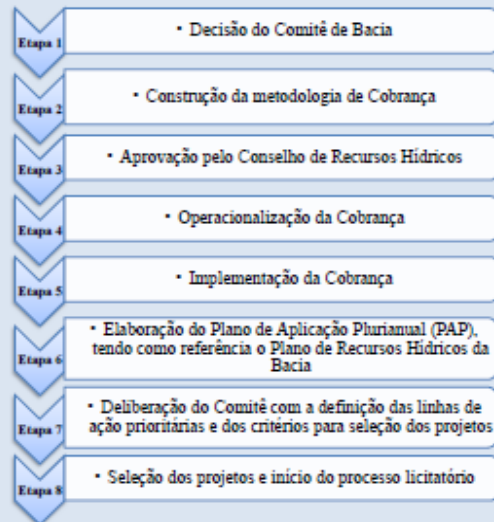 Etapa 1
• Decisão do Comitê de Bacia
Etapa 2
• Construção da metodologia de Cobrança
Etapa 3
• Aprovação pelo Conselho de Recursos Hídricos
Etapa 4
• Operacionalização da Cobrança
Etapa 5
• Implementação da Cobrança
Etapa 6
• Elaboração do Plano de Aplicação Plurianual (PAP),
tendo como referência o Plano de Recursos Hídricos da
Bacia
Etapa 7
• Deliberação do Comitê com a definição das linhas de
ação prioritárias e dos critérios para seleção dos projetos
Etapa 8
• Seleção dos projetos e início do processo licitatório